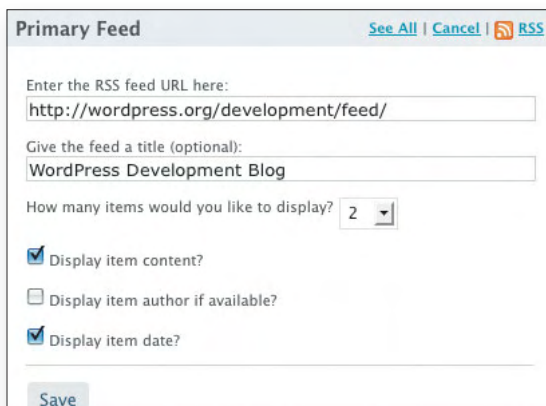 Primary Feed See All | Cancel | RSS
Enter the RSS feed URL here:
http://wordpress.org/development/feed/
Give the feed a title (optional):
WordPress Development Blog
How many items would you like to display? 2
Display item content?
Display item author if available?
Display item date?
Save